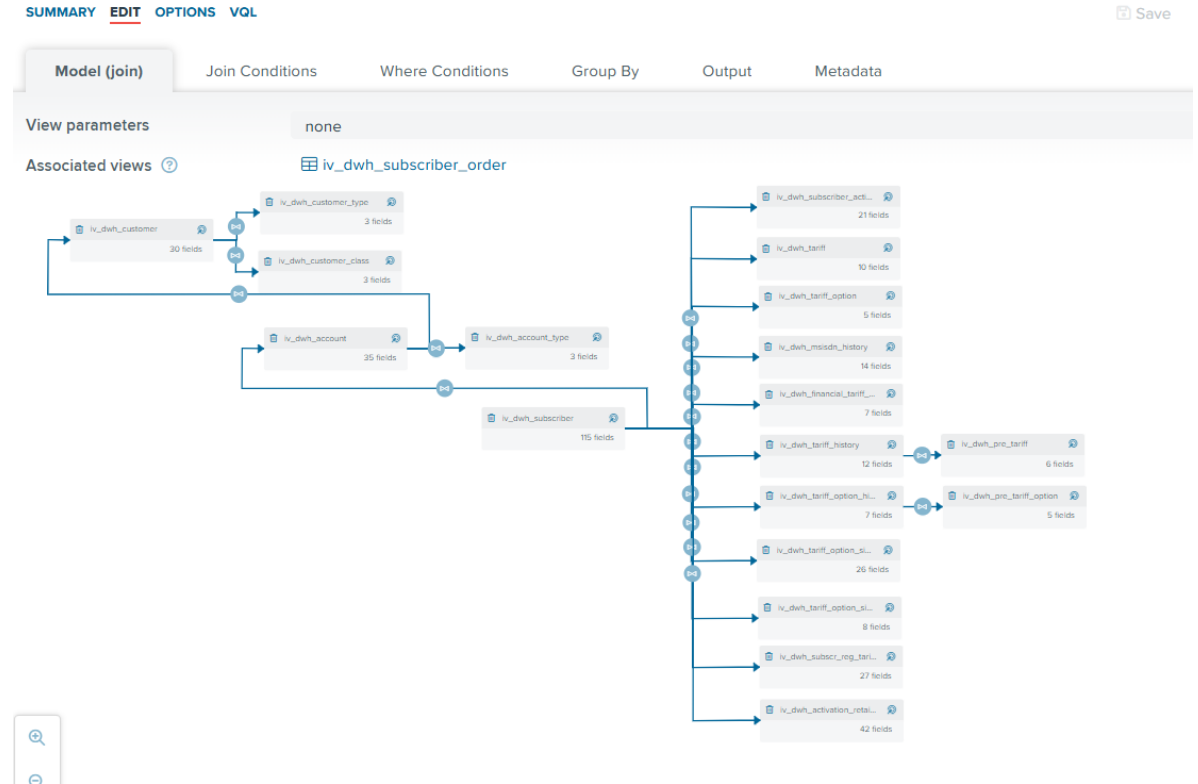 SUMMARY EDIT OPTIONS VQL Save
Model (join) Join Conditions Where Conditions Group By Output Metadata
View parameters none
Associated views ? iv_dwh_subscriber_order
iv_dwh_customer
30 fields
iv_dwh_customer_type
3 fields
iv_dwh_customer_class
3 fields
iv_dwh_account
35 fields
iv_dwh_account_type
3 fields
iv_dwh_subscriber
115 fields
iv_dwh_subscriber_acti...
21 fields
iv_dwh_tariff
10 fields
iv_dwh_tariff_option
5 fields
iv_dwh_msisdn_history
14 fields
iv_dwh_financial_tariff_...
7 fields
iv_dwh_tariff_history
12 fields
iv_dwh_pre_tariff
6 fields
iv_dwh_tariff_option_hi...
7 fields
iv_dwh_pre_tariff_option
5 fields
iv_dwh_tariff_option_si...
26 fields
iv_dwh_tariff_option_si...
8 fields
iv_dwh_subscr_reg_tari...
27 fields
iv_dwh_activation_retai...
42 fields